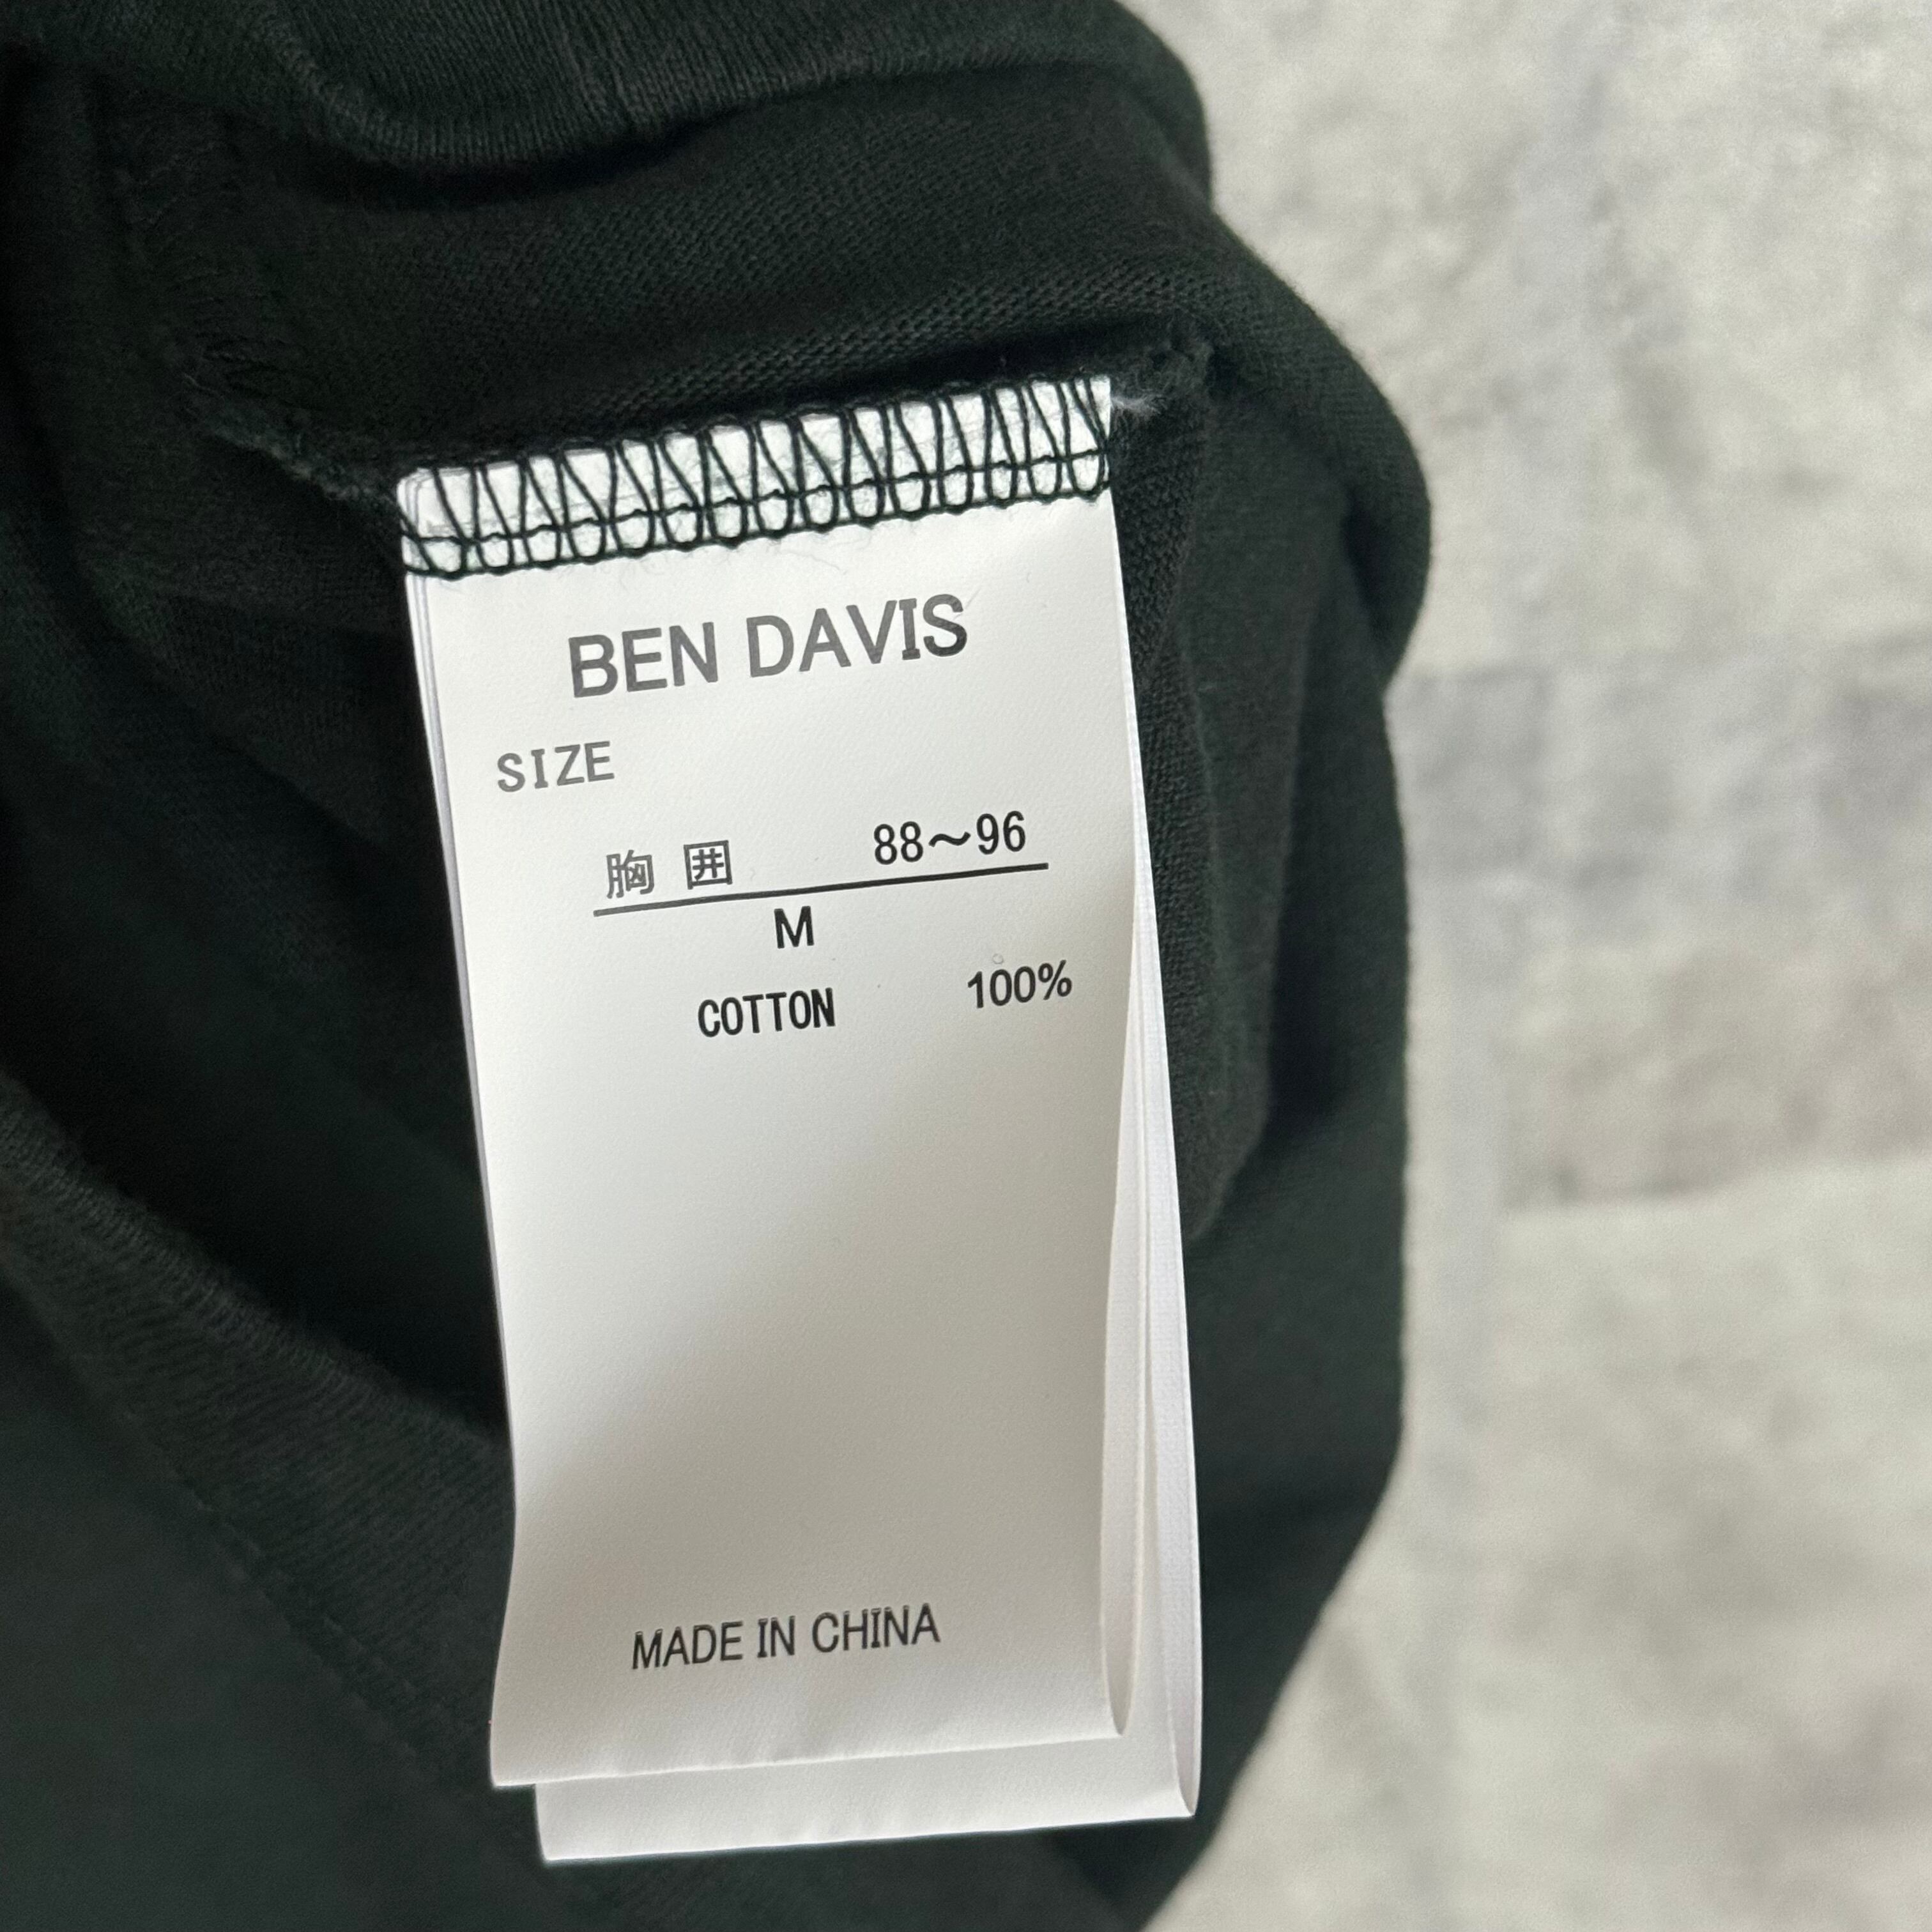 BEN DAVIS
SIZE
胸 囲 88～96
M
COTTON 100%
MADE IN CHINA